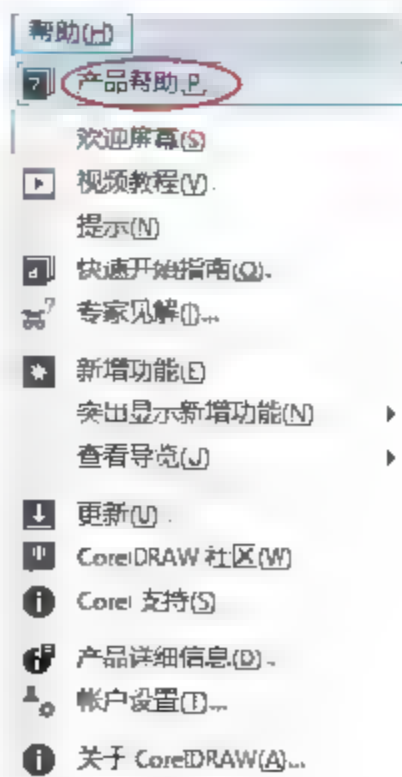 帮助(H)
产品帮助 P
欢迎屏幕(S)
视频教程(V)
提示(N)
快速开始指南(Q)...
专家见解(I)...
新增功能(E)
突出显示新增功能(N)
查看导览(J)
更新(U)...
CorelDRAW 社区(W)
Corel 支持(S)
产品详细信息(D)...
帐户设置(T)...
关于 CorelDRAW(A)...